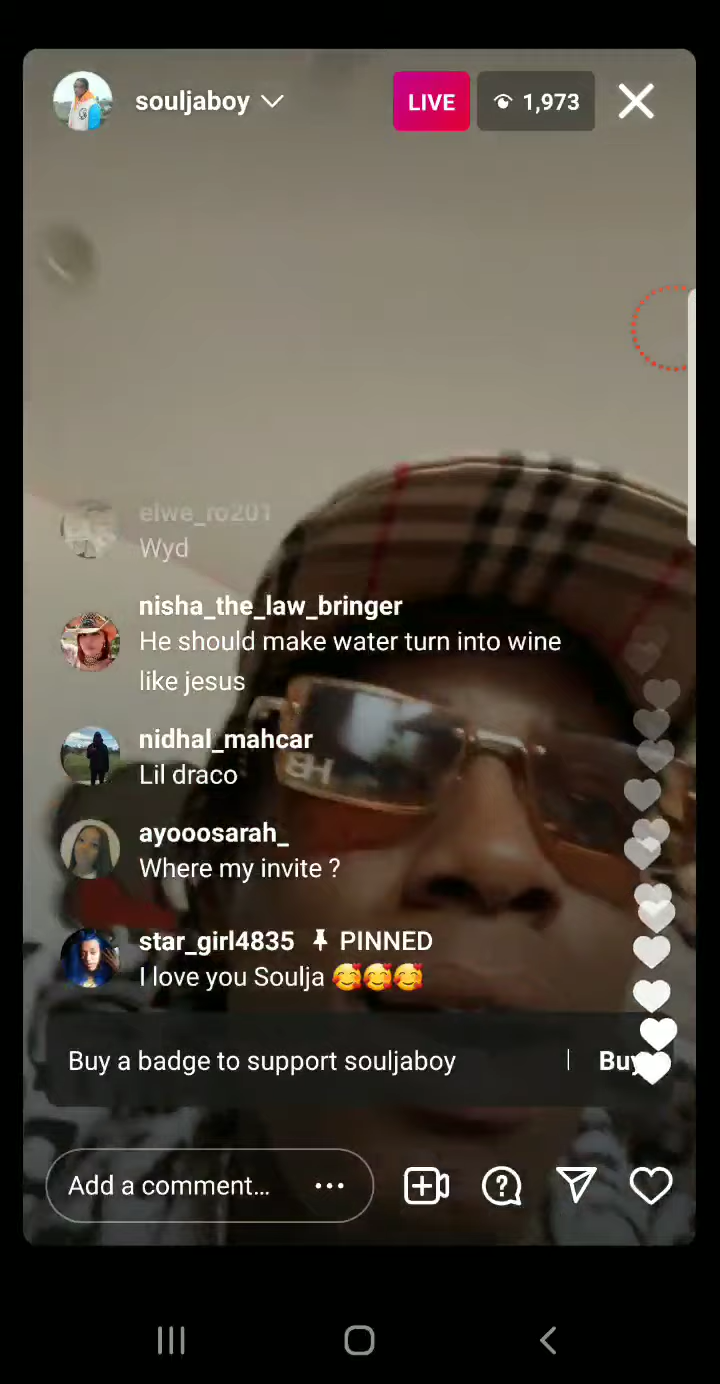 souljaboy
LIVE
1,973
elwe_ro201
Wyd
nisha_the_law_bringer
He should make water turn into wine
like jesus
nidhal_mahcar
Lil draco
ayooosarah_
Where my invite ?
star_girl4835 PINNED
I love you Soulja 🥰🥰🥰
Buy a badge to support souljaboy | Buy
Add a comment...